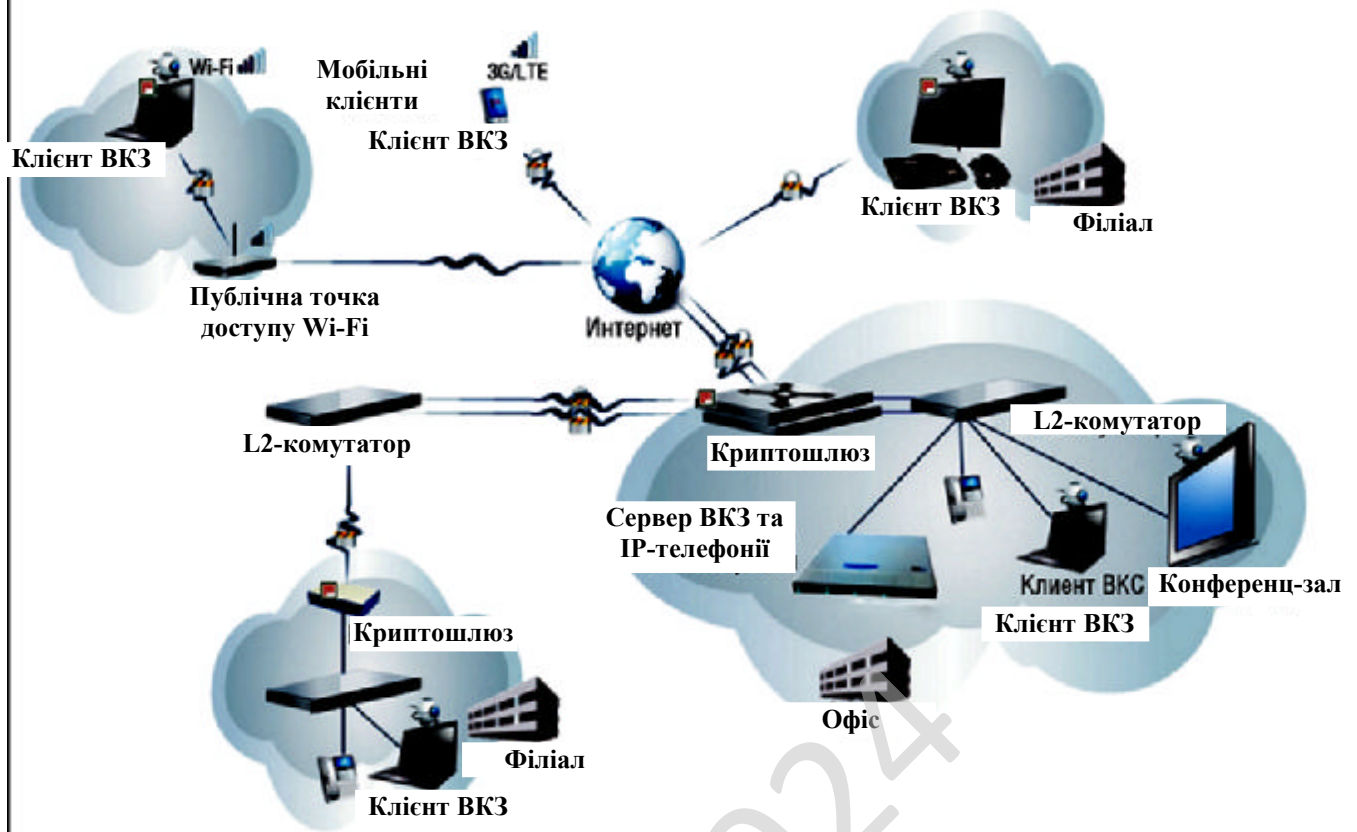 Wi-Fi
Клієнт ВКЗ
Мобільні
клієнти
3G/LTE
Клієнт ВКЗ
Клієнт ВКЗ
Філіал
Публічна точка
доступу Wi-Fi
Интернет
L2-комутатор
Криптошлюз
L2-комутатор
Сервер ВКЗ та
IP-телефонії
Клиент ВКС
Конференц-зал
Клієнт ВКЗ
Офіс
Криптошлюз
Філіал
Клієнт ВКЗ
024